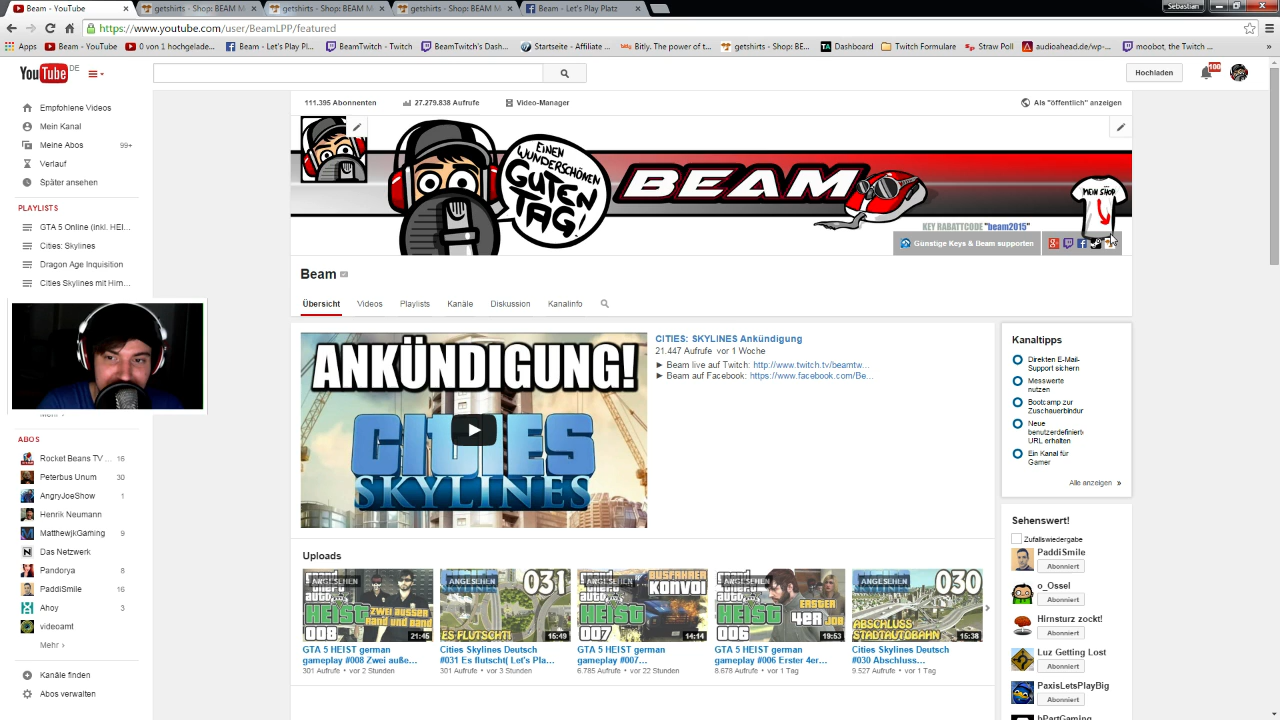 Beam - YouTube
getshirts - Shop: BEAM M
getshirts - Shop: BEAM M
getshirts - Shop: BEAM M
Beam - Let's Play Platz
Sebastian
https://www.youtube.com/user/BeamLPP/featured
Apps
Beam - YouTube
0 von 1 hochgelade...
Beam - Let's Play Pl...
BeamTwitch - Twitch
BeamTwitch's Dash...
Startseite - Affiliate ...
Bitly. The power of t...
getshirts - Shop: BE...
Dashboard
Twitch Formulare
Straw Poll
audioahead.de/wp-...
moobot, the Twitch ...
YouTube DE
Hochladen
100
Empfohlene Videos
Mein Kanal
Meine Abos 99+
Verlauf
Später ansehen
PLAYLISTS
GTA 5 Online (inkl. HEI...
Cities: Skylines
Dragon Age Inquisition
Cities Skylines mit Hirn...
ABOS
Rocket Beans TV ... 16
Peterbus Unum 30
AngryJoeShow 1
Henrik Neumann
MatthewjkGaming 9
Das Netzwerk
Pandorya 8
PaddiSmile 16
Ahoy 3
videoamt
Mehr ›
Kanäle finden
Abos verwalten
111.395 Abonnenten
27.279.838 Aufrufe
Video-Manager
Als "öffentlich" anzeigen
EINEN
WUNDERSCHÖNEN
GUTEN
TAG!
BEAM
MEIN SHOP
KEY RABATTCODE "beam2015"
Günstige Keys & Beam supporten
Beam
Übersicht
Videos
Playlists
Kanäle
Diskussion
Kanalinfo
ANKÜNDIGUNG!
CITIES
SKYLINES
CITIES: SKYLINES Ankündigung
21.447 Aufrufe vor 1 Woche
► Beam live auf Twitch: http://www.twitch.tv/beamtw...
► Beam auf Facebook: https://www.facebook.com/Be...
Kanaltipps
Direkten E-Mail-
Support sichern
Messwerte
nutzen
Bootcamp zur
Zuschauerbindur
Neue
benutzerdefiniert
URL erhalten
Ein Kanal für
Gamer
Alle anzeigen »
Sehenswert!
Zufallswiedergabe
PaddiSmile
Abonniert
o_Ossel
Abonniert
Hirnsturz zockt!
Abonniert
Luz Getting Lost
Abonniert
PaxisLetsPlayBig
Abonniert
bPartGaming
Uploads
ANGESEHEN
HEIST
008
ZWEI AUSSER
RAND UND BAND
21:45
GTA 5 HEIST german
gameplay #008 Zwei auße...
301 Aufrufe • vor 2 Stunden
ANGESEHEN
031
ES FLUTSCHT!
15:49
Cities Skylines Deutsch
#031 Es flutscht( Let's Pla...
301 Aufrufe • vor 3 Stunden
ANGESEHEN
BUSFAHRER
KONVOI
HEIST
007
14:14
GTA 5 HEIST german
gameplay #007...
6.785 Aufrufe • vor 22 Stunden
ANGESEHEN
HEIST
006
ERSTER
4ER
JOB
19:53
GTA 5 HEIST german
gameplay #006 Erster 4er...
8.678 Aufrufe • vor 1 Tag
ANGESEHEN
030
ABSCHLUSS
STADTAUTOBAHN
15:38
Cities Skylines Deutsch
#030 Abschluss...
9.527 Aufrufe • vor 1 Tag